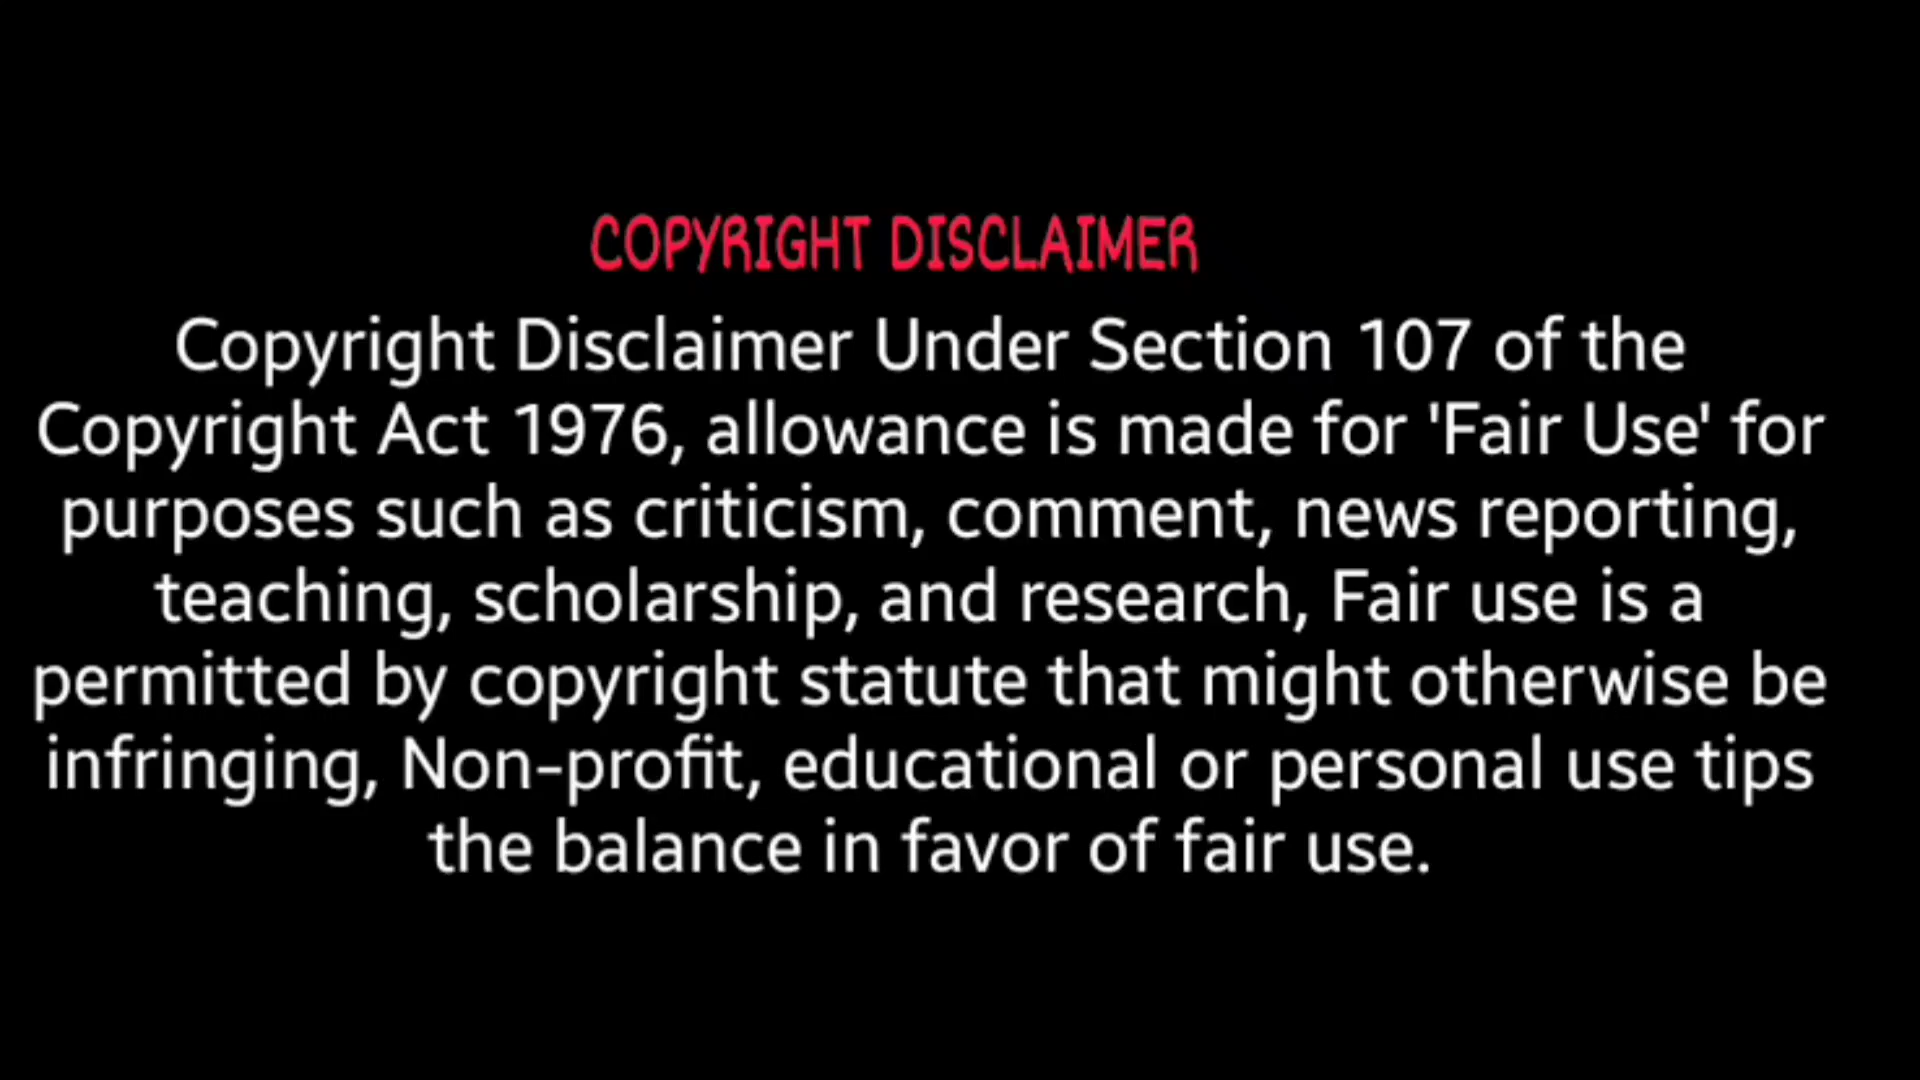 COPYRIGHT DISCLAIMER
Copyright Disclaimer Under Section 107 of the
Copyright Act 1976, allowance is made for 'Fair Use' for
purposes such as criticism, comment, news reporting,
teaching, scholarship, and research, Fair use is a
permitted by copyright statute that might otherwise be
infringing, Non-profit, educational or personal use tips
the balance in favor of fair use.